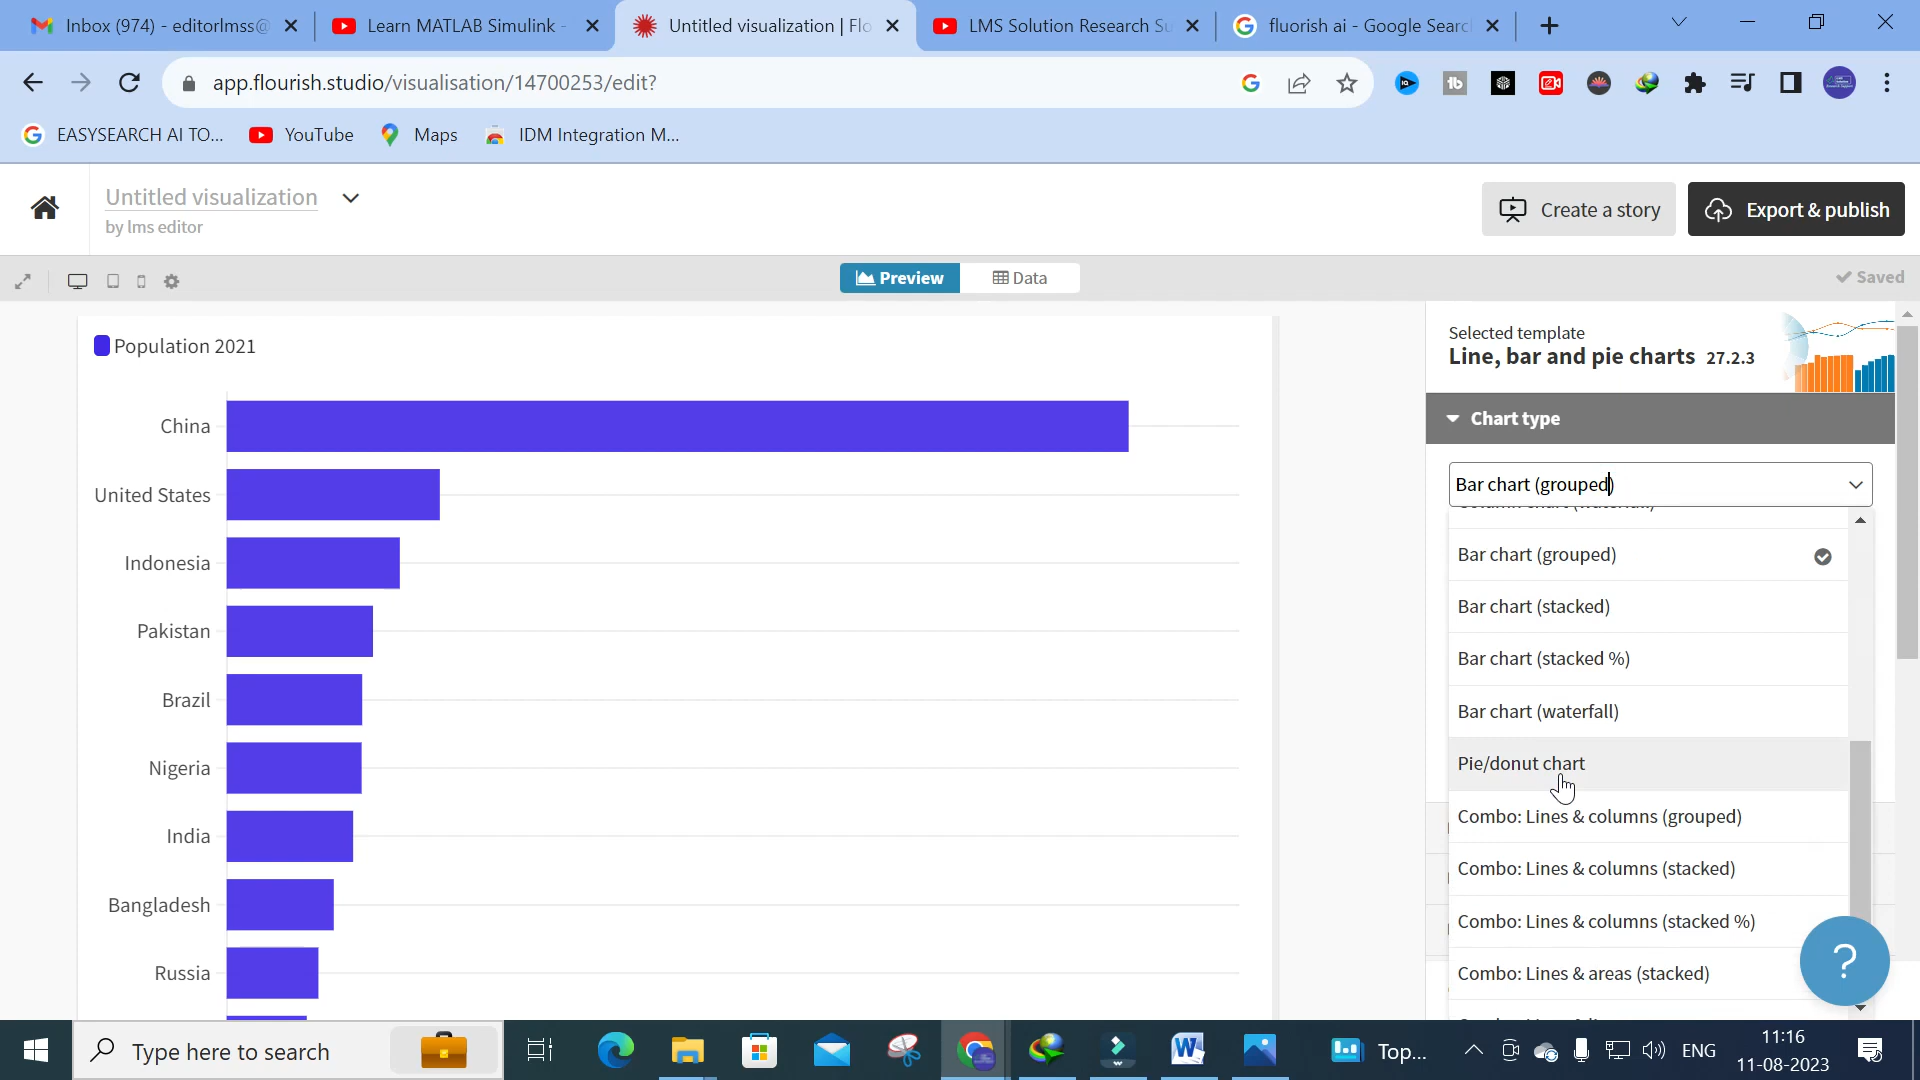 Inbox (974) - editorlmss@
Learn MATLAB Simulink -
Untitled visualization | Flo
LMS Solution Research Su
fluorish ai - Google Search
app.flourish.studio/visualisation/14700253/edit?
EASYSEARCH AI TO...
YouTube
Maps
IDM Integration M...
Untitled visualization
by lms editor
Create a story
Export & publish
Preview
Data
Saved
Population 2021
China
United States
Indonesia
Pakistan
Brazil
Nigeria
India
Bangladesh
Russia
Selected template
Line, bar and pie charts 27.2.3
Chart type
Bar chart (grouped)
Column chart (waterfall)
Bar chart (grouped)
Bar chart (stacked)
Bar chart (stacked %)
Bar chart (waterfall)
Pie/donut chart
Combo: Lines & columns (grouped)
Combo: Lines & columns (stacked)
Combo: Lines & columns (stacked %)
Combo: Lines & areas (stacked)
?
Type here to search
Top...
ENG
11:16
11-08-2023